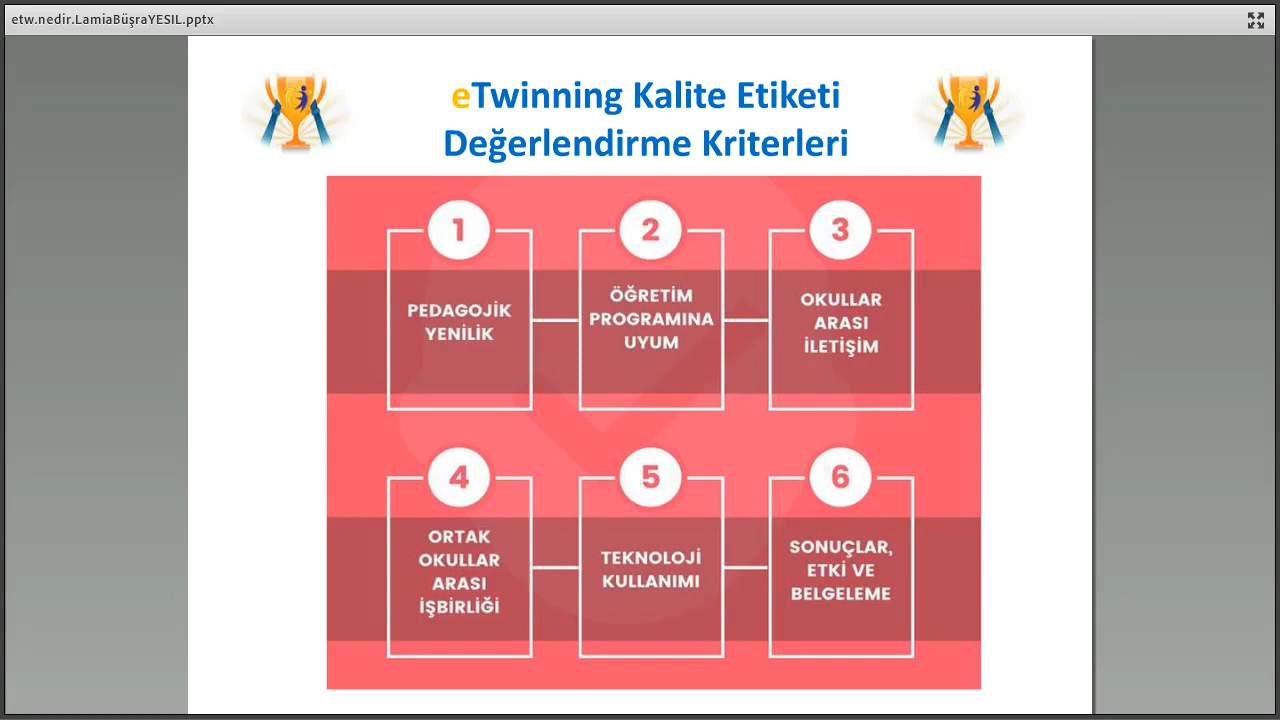 etw.nedir.LamiaBüşraYESIL.pptx
eTwinning Kalite Etiketi
Değerlendirme Kriterleri
1
PEDAGOJİK
YENİLİK
2
ÖĞRETİM
PROGRAMINA
UYUM
3
OKULLAR
ARASI
İLETİŞİM
4
ORTAK
OKULLAR
ARASI
İŞBİRLİĞİ
5
TEKNOLOJİ
KULLANIMI
6
SONUÇLAR,
ETKİ VE
BELGELEME